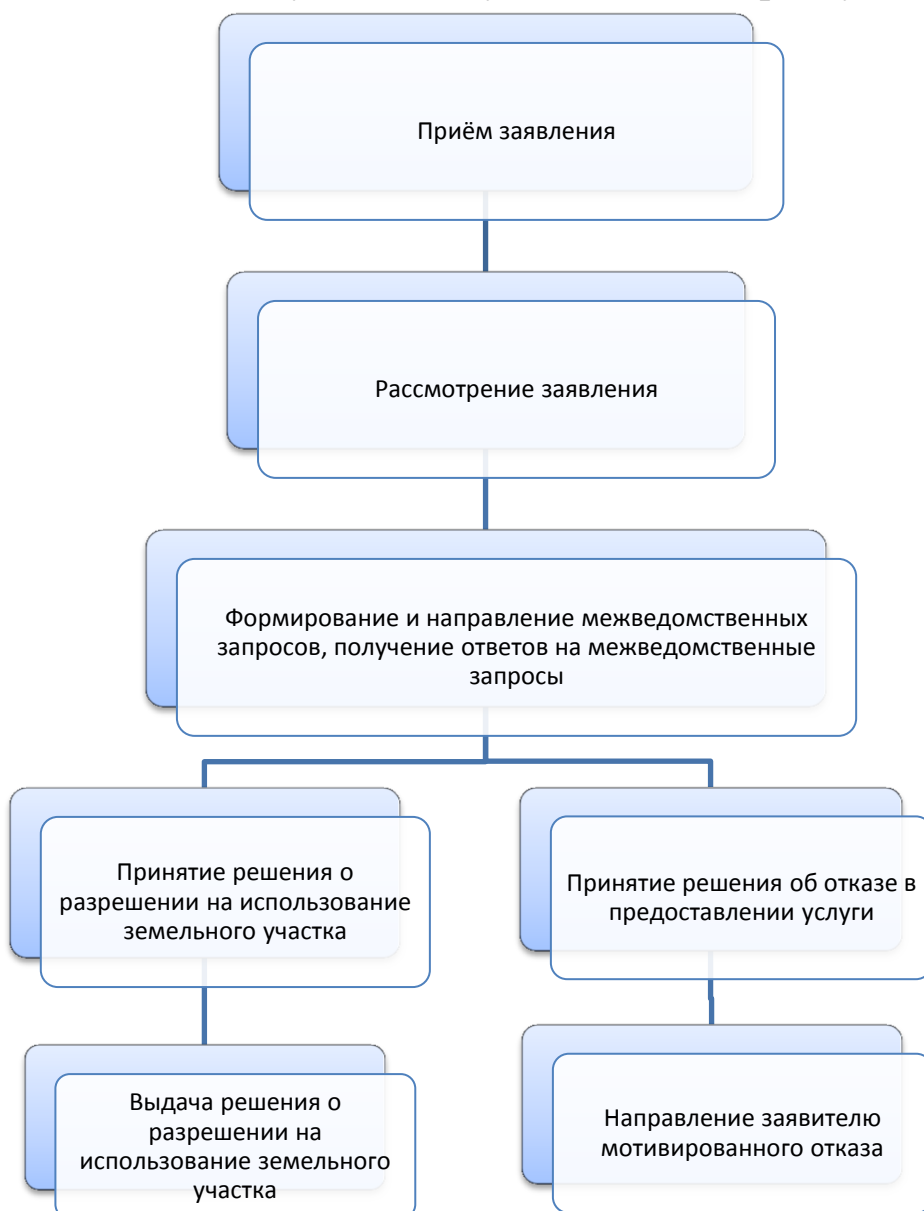 Приём заявления
Рассмотрение заявления
Формирование и направление межведомственных
запросов, получение ответов на межведомственные
запросы
Принятие решения о
разрешении на использование
земельного участка
Принятие решения об отказе в
предоставлении услуги
Выдача решения о
разрешении на
использование земельного
участка
Направление заявителю
мотивированного отказа